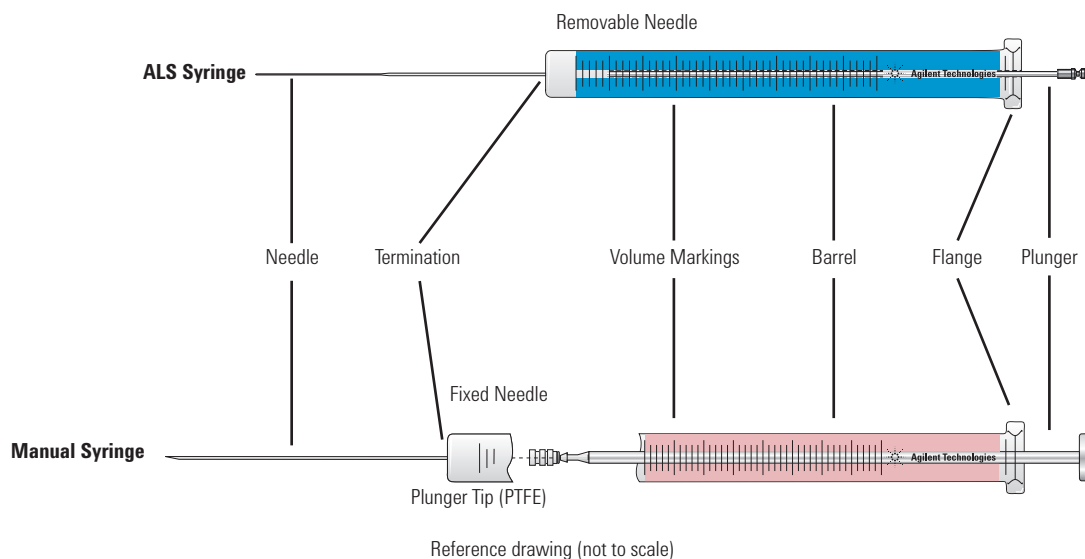 Removable Needle
ALS Syringe
Agilent Technologies
Needle
Termination
Volume Markings
Barrel
Flange
Plunger
Fixed Needle
Manual Syringe
Agilent Technologies
Plunger Tip (PTFE)
Reference drawing (not to scale)